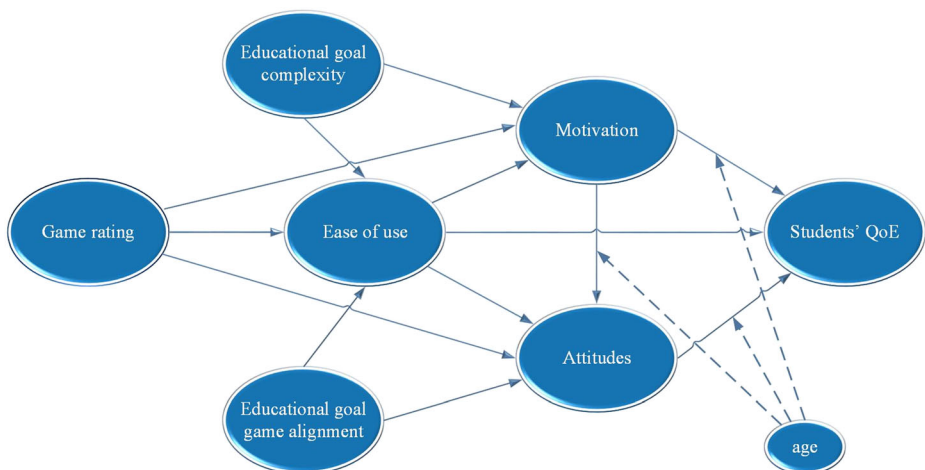 Educational goal
complexity
Motivation
Game rating
Ease of use
Students' QoE
Attitudes
Educational goal
game alignment
age